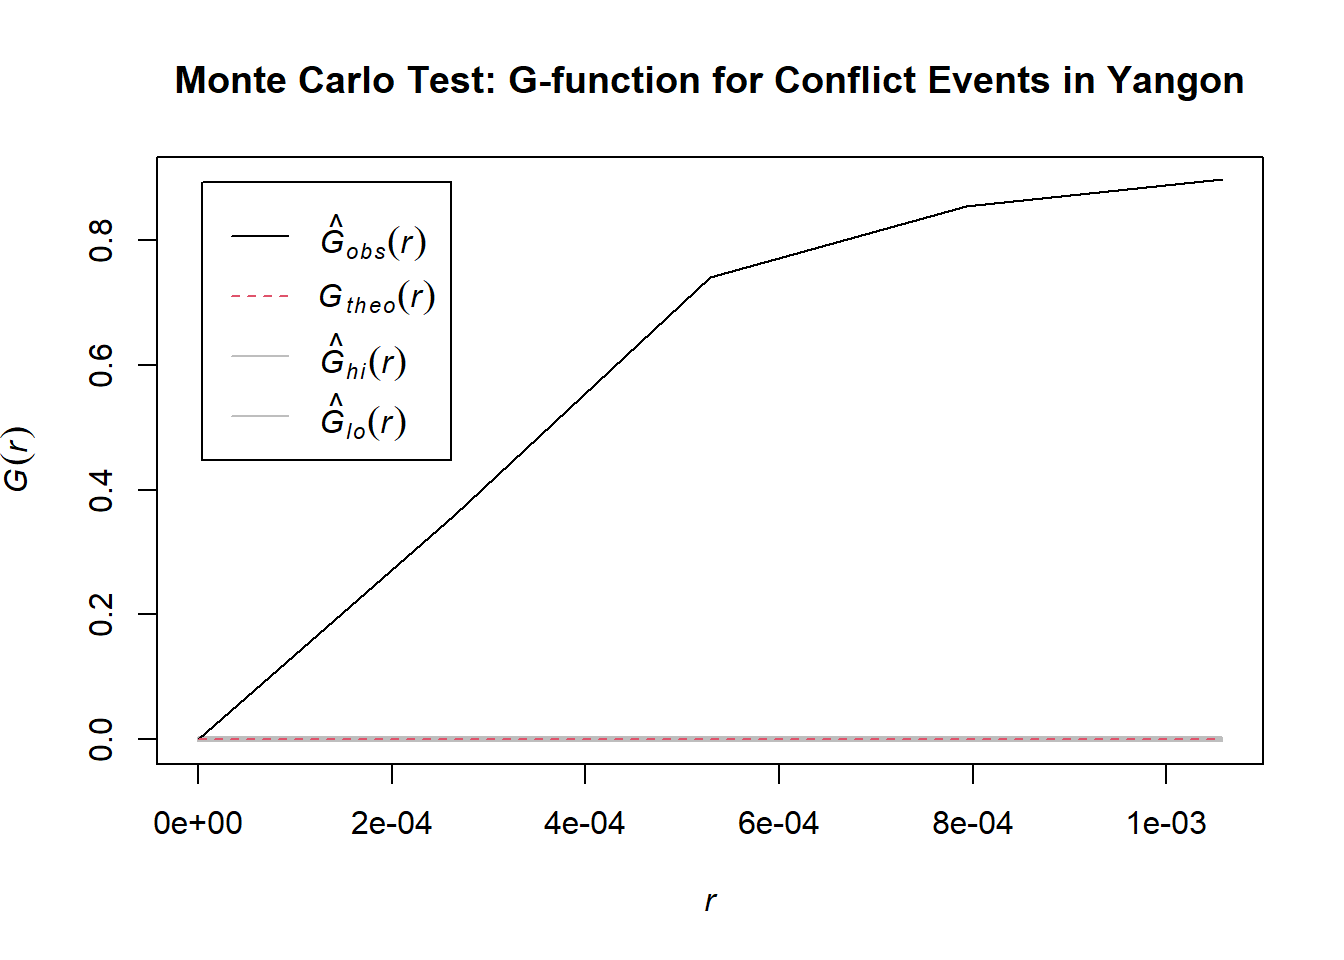 Monte Carlo Test: G-function for Conflict Events in Yangon
Ĝobs(r)
Gtheo(r)
Ĝhi(r)
Ĝlo(r)
G(r)
0.8
0.6
0.4
0.2
0.0
0e+00 2e-04 4e-04 6e-04 8e-04 1e-03
r